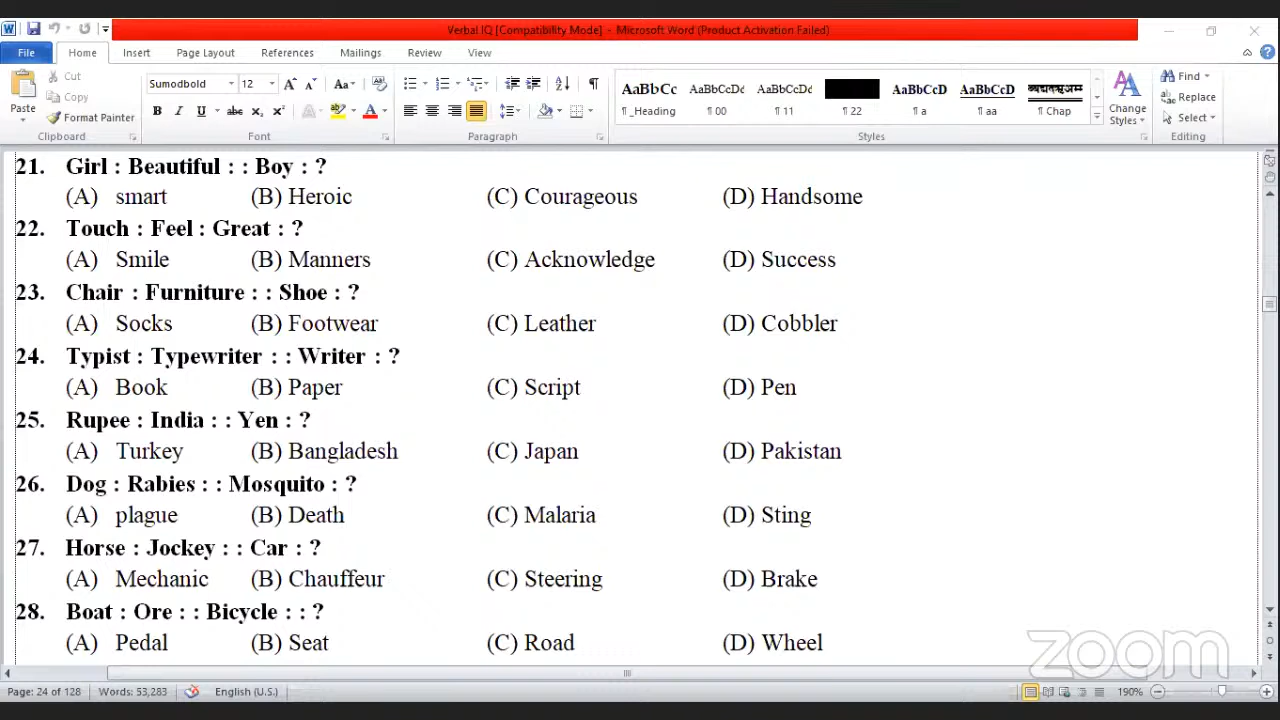 Verbal IQ [Compatibility Mode] - Microsoft Word (Product Activation Failed)
File Home Insert Page Layout References Mailings Review View
Paste Cut Copy Format Painter Clipboard
Sumodbold 12 Font
Paragraph
AaBbCc AaBbCcDc AaBbCcDc AaBbCcD AaBbCcD
¶ _Heading ¶ 00 ¶ 11 ¶ 22 ¶ a ¶ aa ¶ Chap
Styles
Change Styles
Find Replace Select Editing
21. Girl : Beautiful : : Boy : ?
(A) smart (B) Heroic (C) Courageous (D) Handsome
22. Touch : Feel : Great : ?
(A) Smile (B) Manners (C) Acknowledge (D) Success
23. Chair : Furniture : : Shoe : ?
(A) Socks (B) Footwear (C) Leather (D) Cobbler
24. Typist : Typewriter : : Writer : ?
(A) Book (B) Paper (C) Script (D) Pen
25. Rupee : India : : Yen : ?
(A) Turkey (B) Bangladesh (C) Japan (D) Pakistan
26. Dog : Rabies : : Mosquito : ?
(A) plague (B) Death (C) Malaria (D) Sting
27. Horse : Jockey : : Car : ?
(A) Mechanic (B) Chauffeur (C) Steering (D) Brake
28. Boat : Ore : : Bicycle : : ?
(A) Pedal (B) Seat (C) Road (D) Wheel
zoom
Page: 24 of 128 Words: 53,283 English (U.S.) 190%